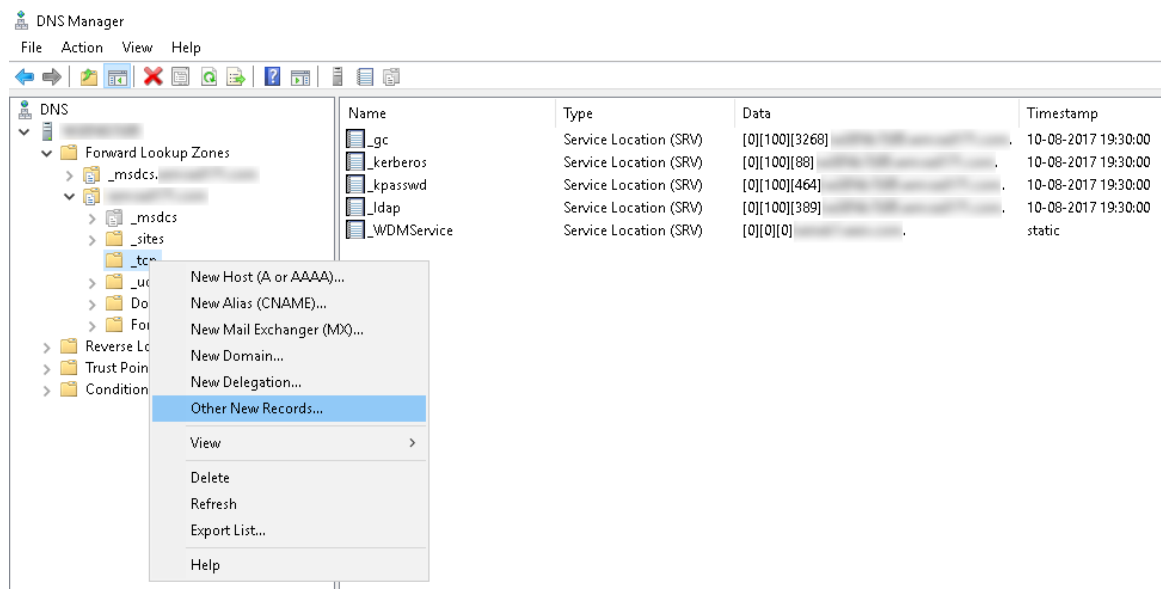 DNS Manager
File Action View Help
DNS
Forward Lookup Zones
_msdcs.
_msdcs
_sites
_tcp
_ud
Do
For
Reverse Lo
Trust Poin
Condition
New Host (A or AAAA)...
New Alias (CNAME)...
New Mail Exchanger (MX)...
New Domain...
New Delegation...
Other New Records...
View
Delete
Refresh
Export List...
Help
Name Type Data Timestamp
_gc Service Location (SRV) [0][100][3268] . 10-08-2017 19:30:00
_kerberos Service Location (SRV) [0][100][88] . 10-08-2017 19:30:00
_kpasswd Service Location (SRV) [0][100][464] . 10-08-2017 19:30:00
_ldap Service Location (SRV) [0][100][389] . 10-08-2017 19:30:00
_WDMService Service Location (SRV) [0][0][0] . static